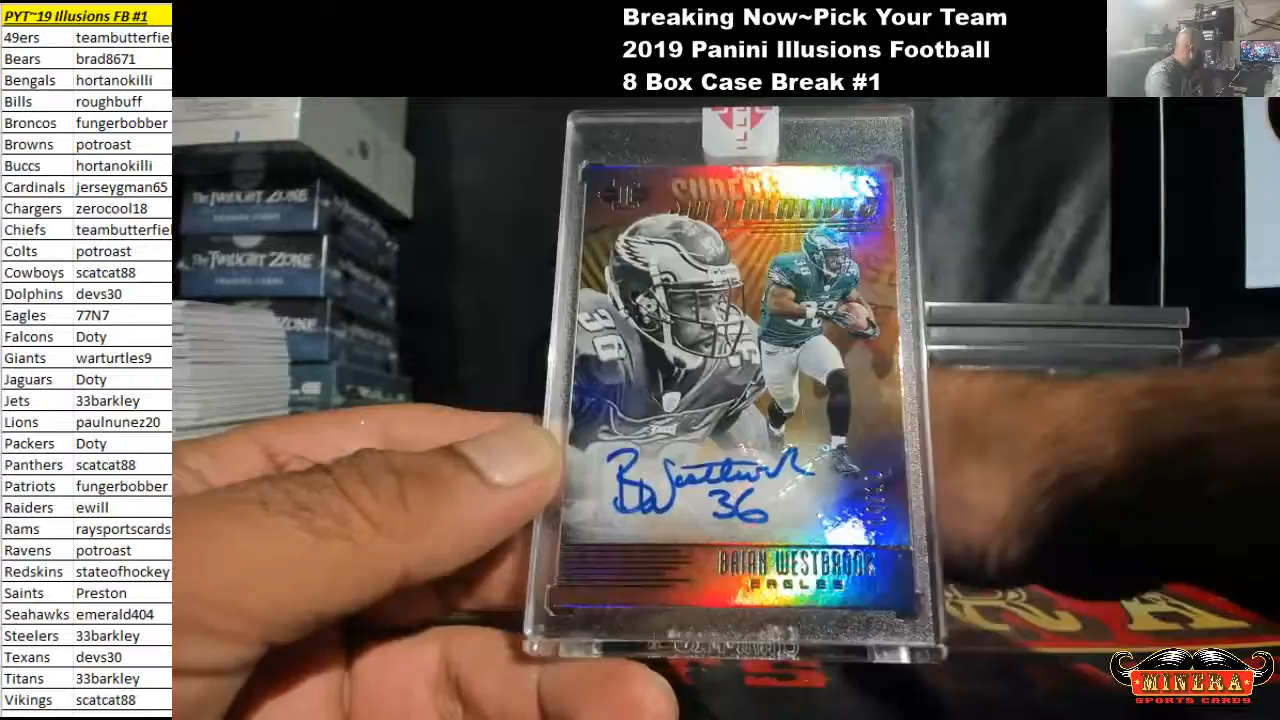 PYT~19 Illusions FB #1
49ers teambutterfiel
Bears brad8671
Bengals hortanokilli
Bills roughbuff
Broncos fungerbobber
Browns potroast
Buccs hortanokilli
Cardinals jerseygman65
Chargers zerocool18
Chiefs teambutterfiel
Colts potroast
Cowboys scatcat88
Dolphins devs30
Eagles 77N7
Falcons Doty
Giants warturtles9
Jaguars Doty
Jets 33barkley
Lions paulnunez20
Packers Doty
Panthers scatcat88
Patriots fungerbobber
Raiders ewill
Rams raysportscards
Ravens potroast
Redskins stateofhockey
Saints Preston
Seahawks emerald404
Steelers 33barkley
Texans devs30
Titans 33barkley
Vikings scatcat88
Breaking Now~Pick Your Team
2019 Panini Illusions Football
8 Box Case Break #1
THE TWILIGHT ZONE
THE TWILIGHT ZONE
SUPERLATIVES
36
BRIAN WESTBROOK
EAGLES
MINERA
SPORTS CARDS